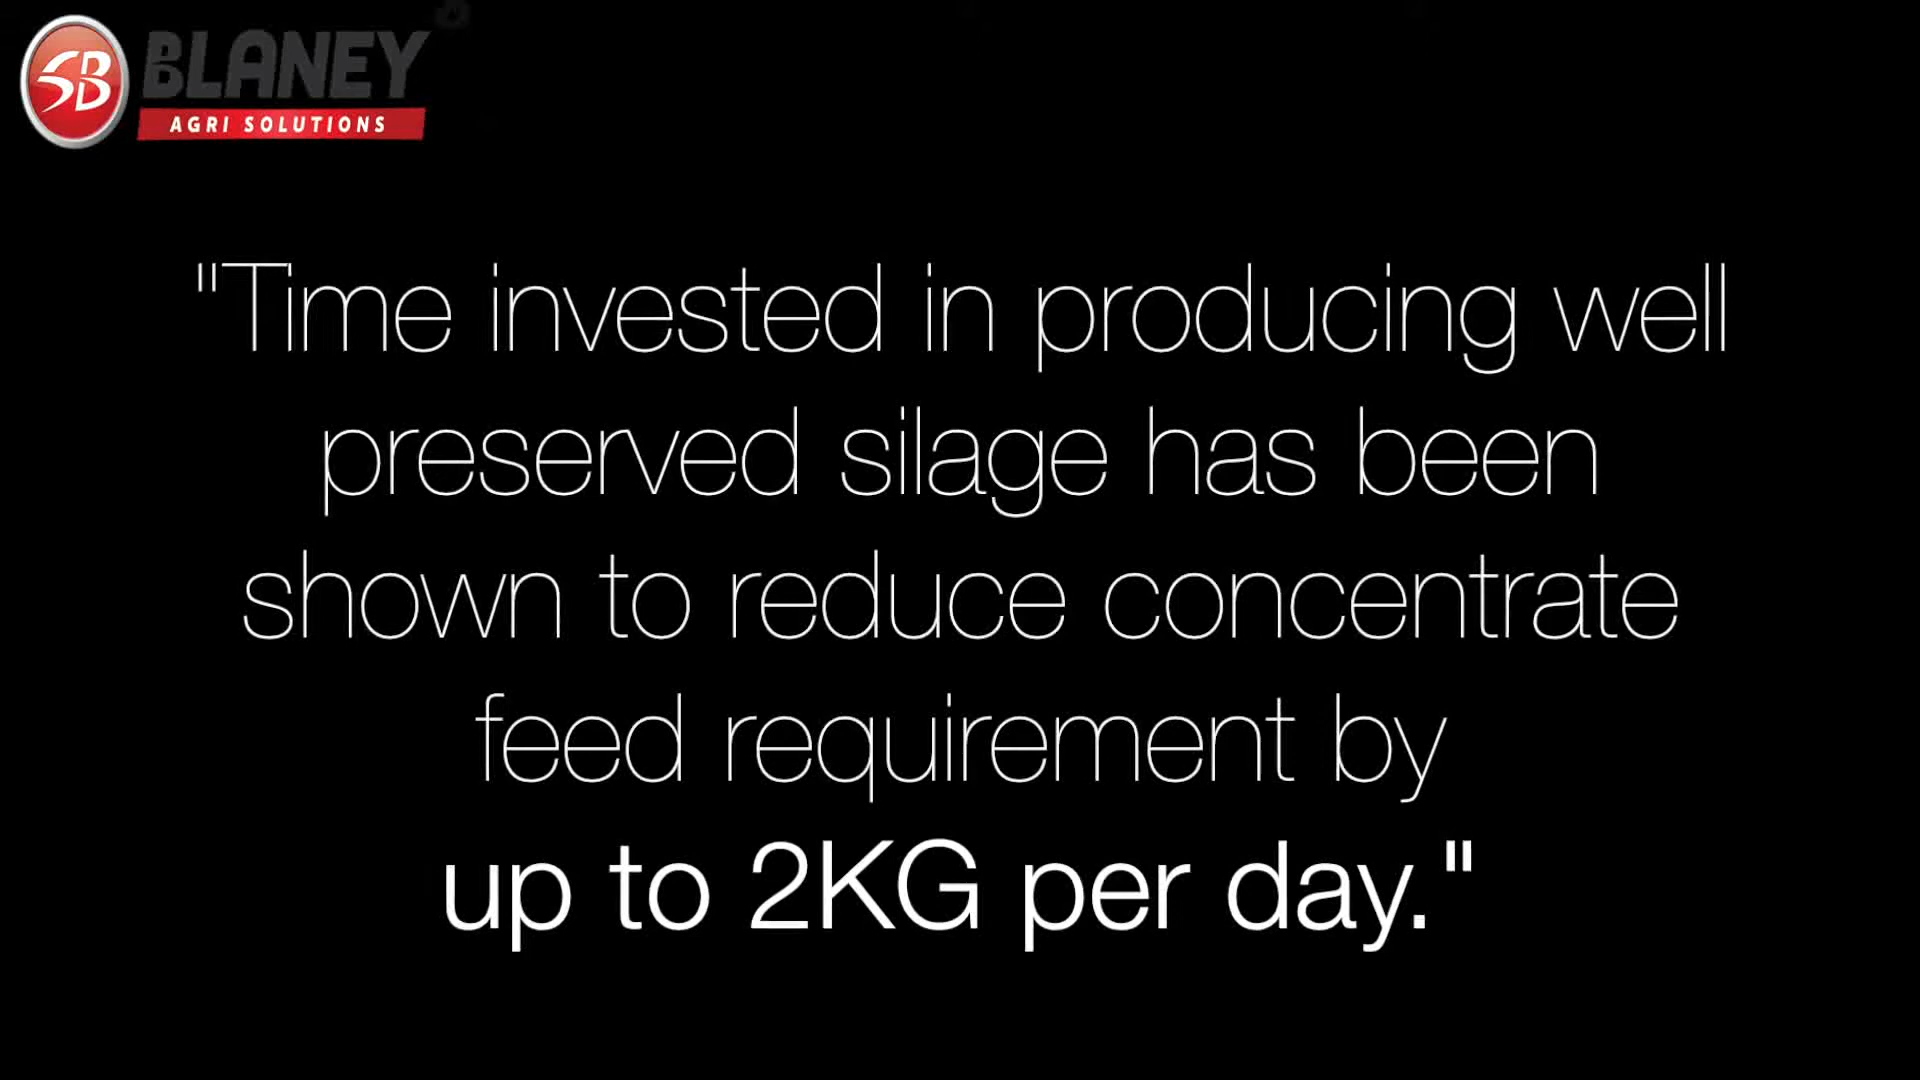 SB BLANEY
AGRI SOLUTIONS
"Time invested in producing well
preserved silage has been
shown to reduce concentrate
feed requirement by
up to 2KG per day."